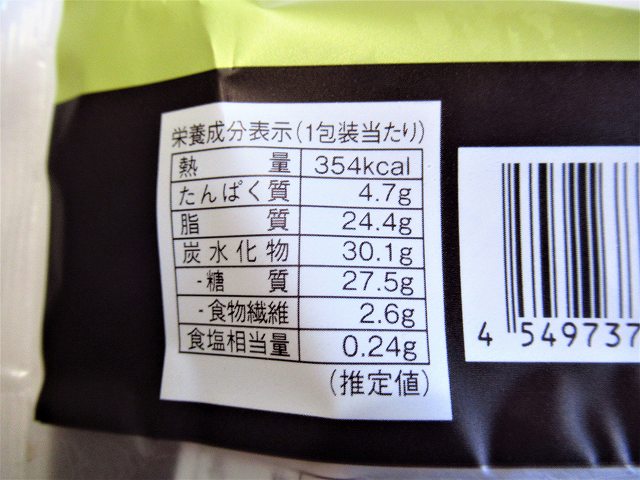 栄養成分表示(1包装当たり)
熱量 354kcal
たんぱく質 4.7g
脂質 24.4g
炭水化物 30.1g
-糖質 27.5g
-食物繊維 2.6g
食塩相当量 0.24g
(推定値)
4 549737